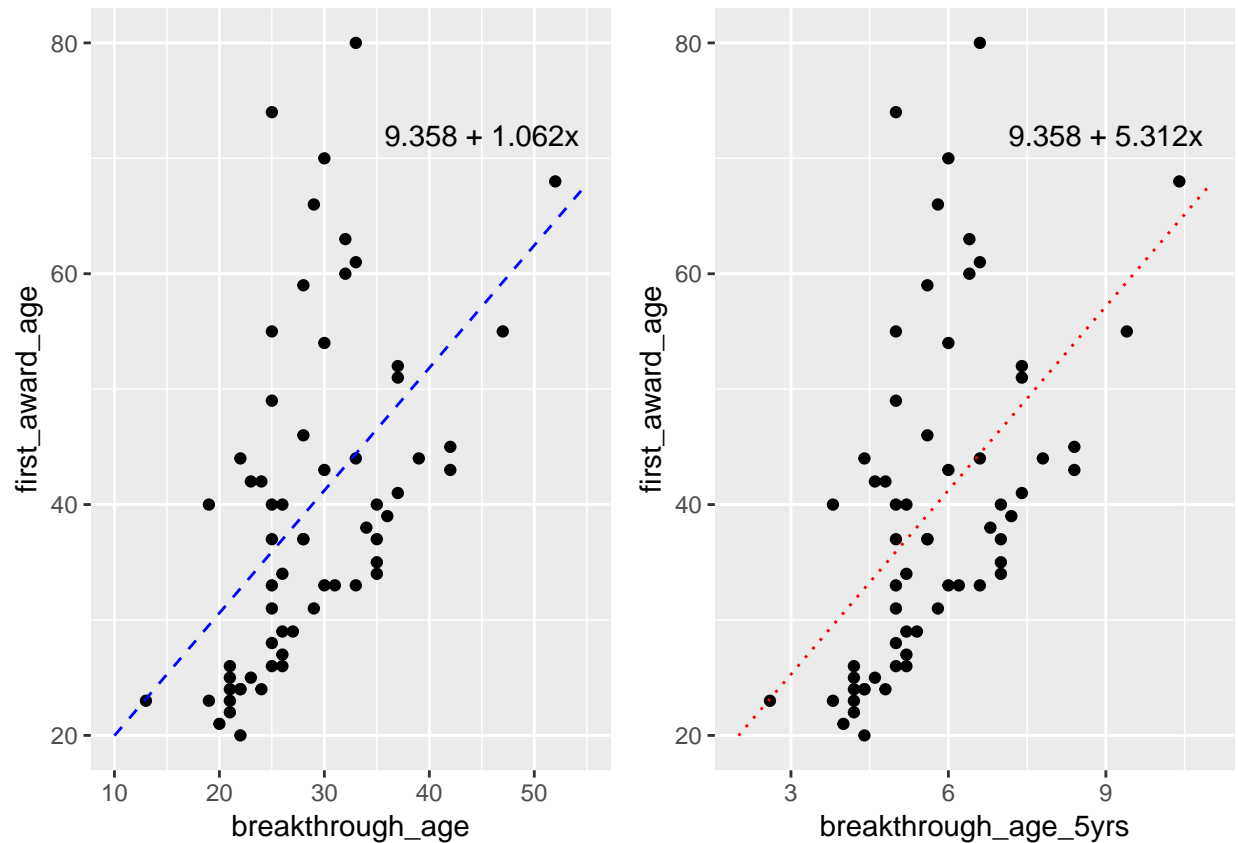 80
60
40
20
first_award_age
9.358 + 1.062x
10 20 30 40 50
breakthrough_age
80
60
40
20
first_award_age
9.358 + 5.312x
3 6 9
breakthrough_age_5yrs